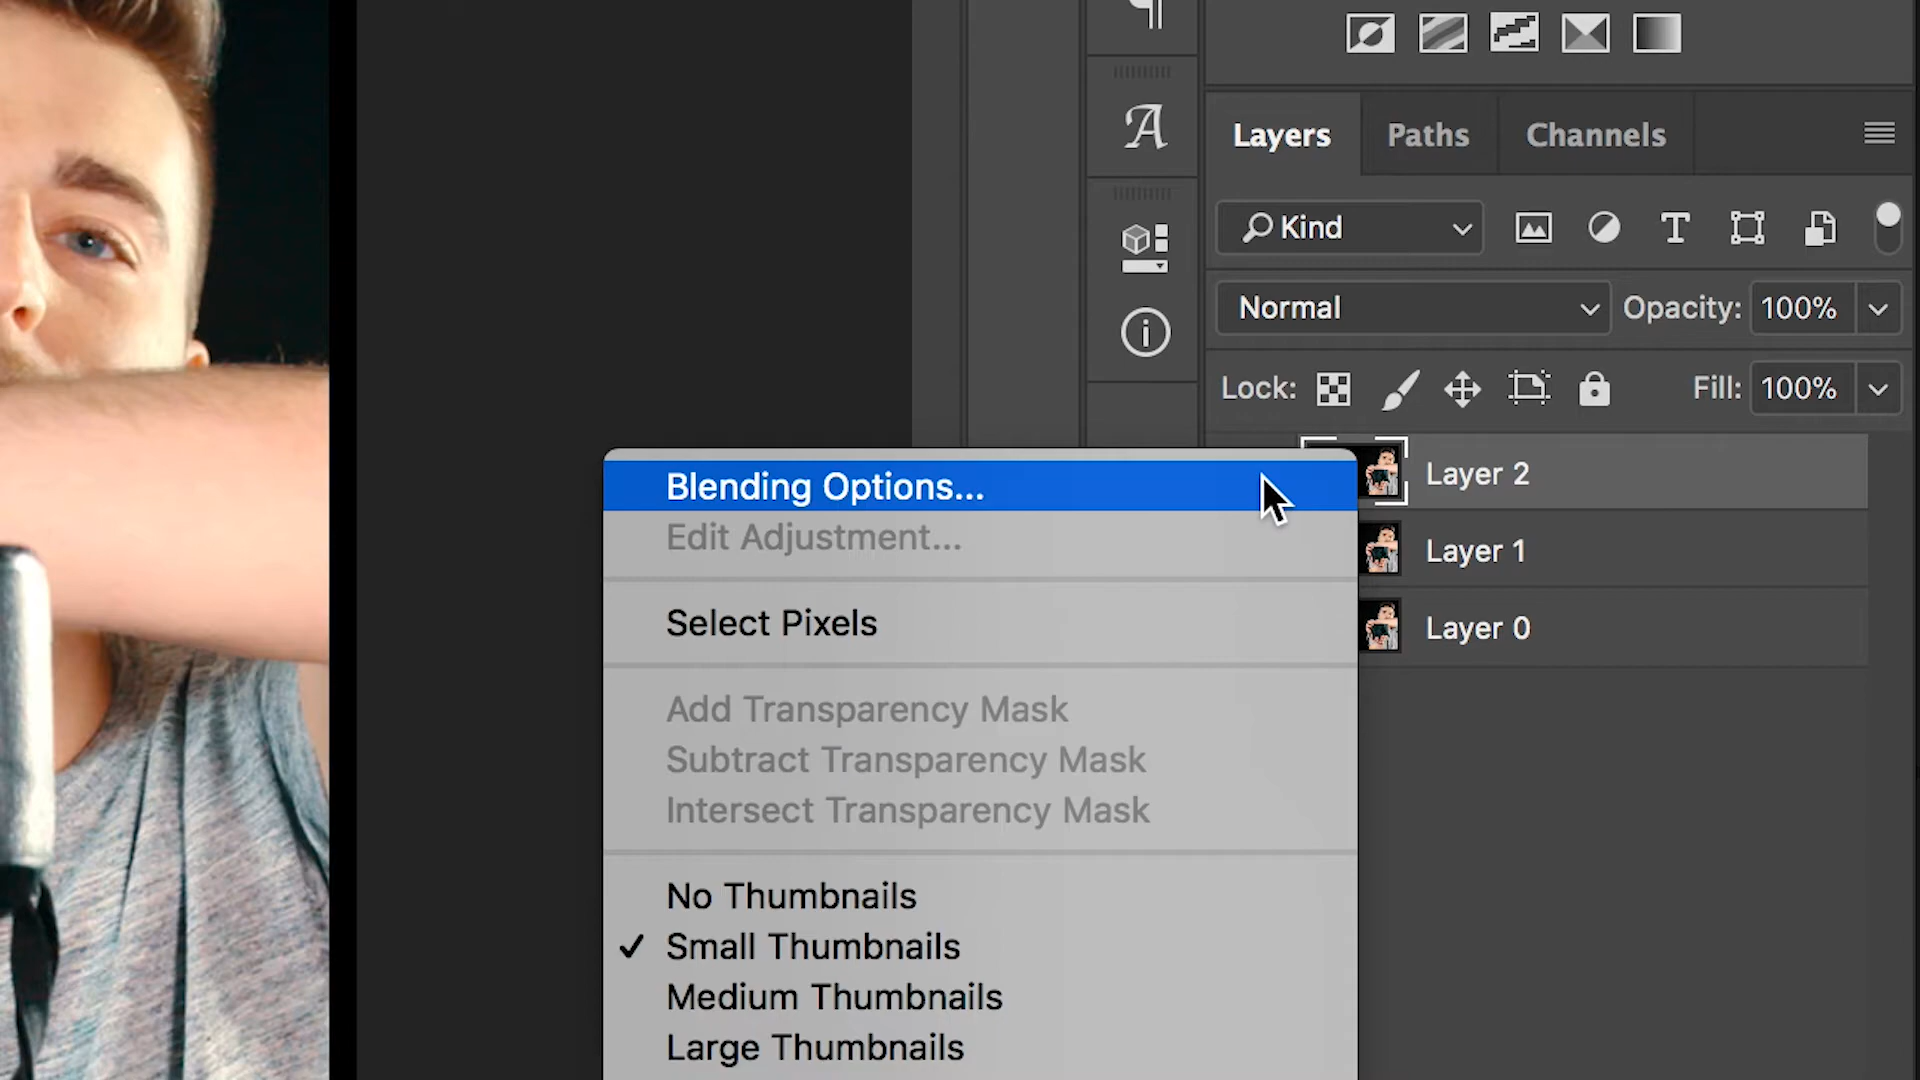 Layers Paths Channels
Kind
Normal Opacity: 100%
Lock: Fill: 100%
Layer 2
Layer 1
Layer 0
Blending Options...
Edit Adjustment...
Select Pixels
Add Transparency Mask
Subtract Transparency Mask
Intersect Transparency Mask
No Thumbnails
✓ Small Thumbnails
Medium Thumbnails
Large Thumbnails